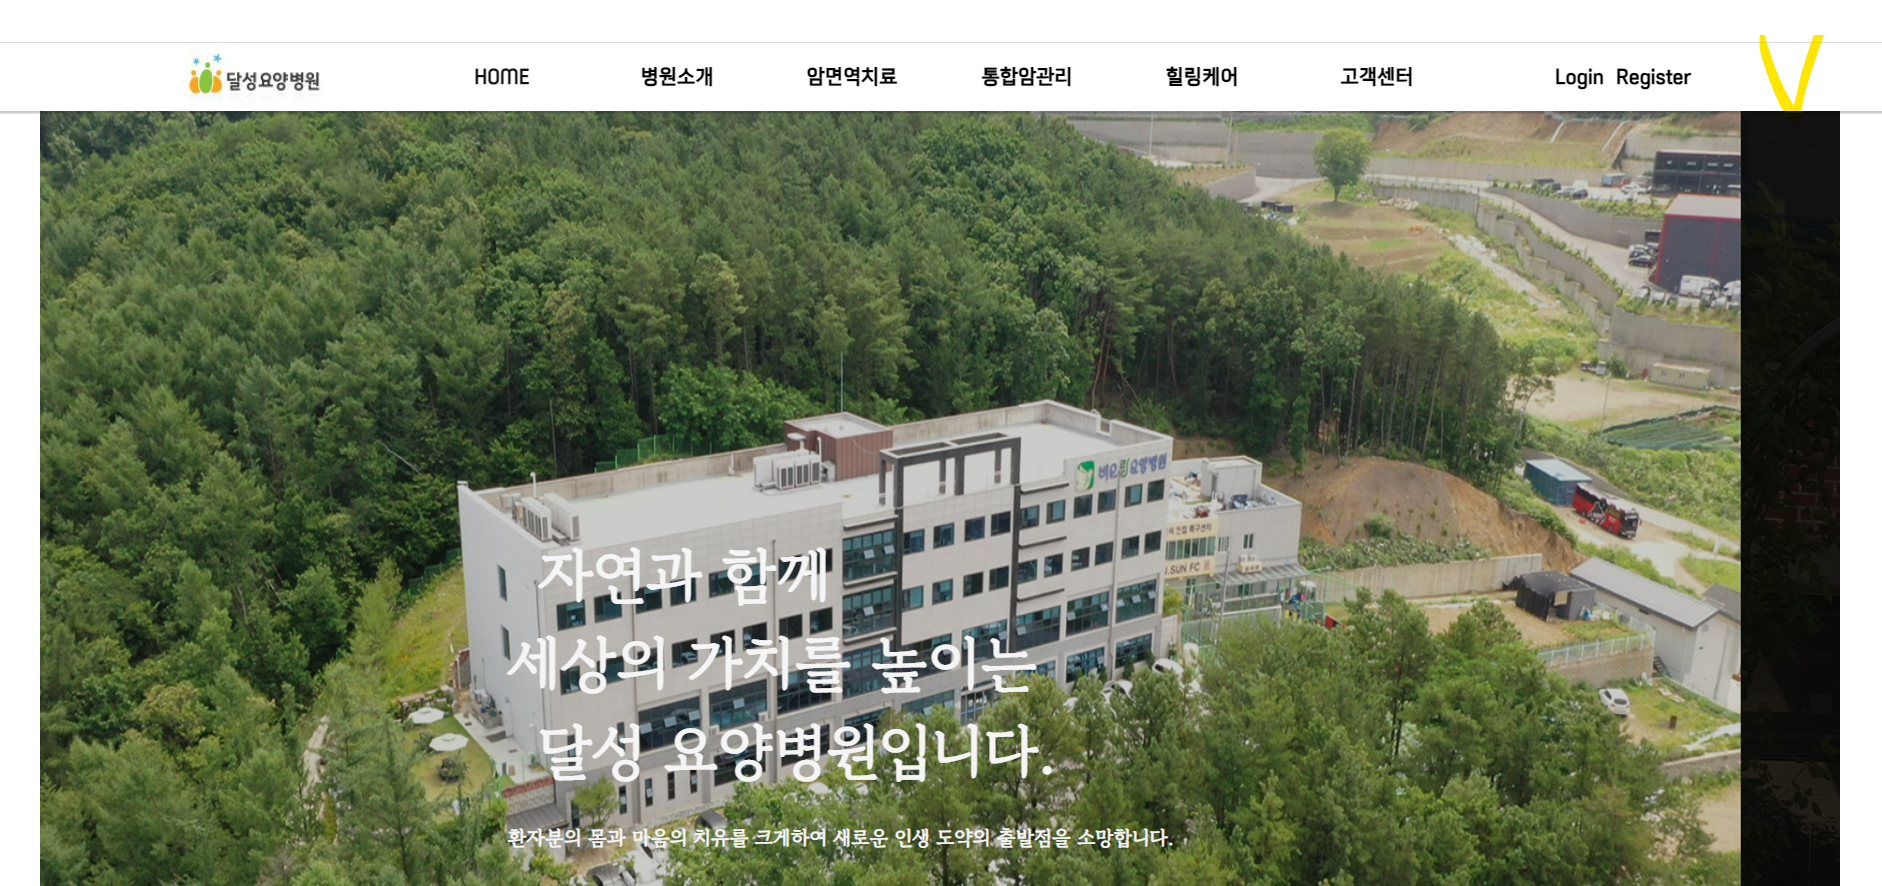 달성요양병원 HOME 병원소개 암면역치료 통합암관리 힐링케어 고객센터 Login Register
비온뒤요양병원
J.SUN FC
자연과 함께
세상의 가치를 높이는
달성 요양병원입니다.
환자분의 몸과 마음의 치유를 크게하여 새로운 인생 도약의 출발점을 소망합니다.